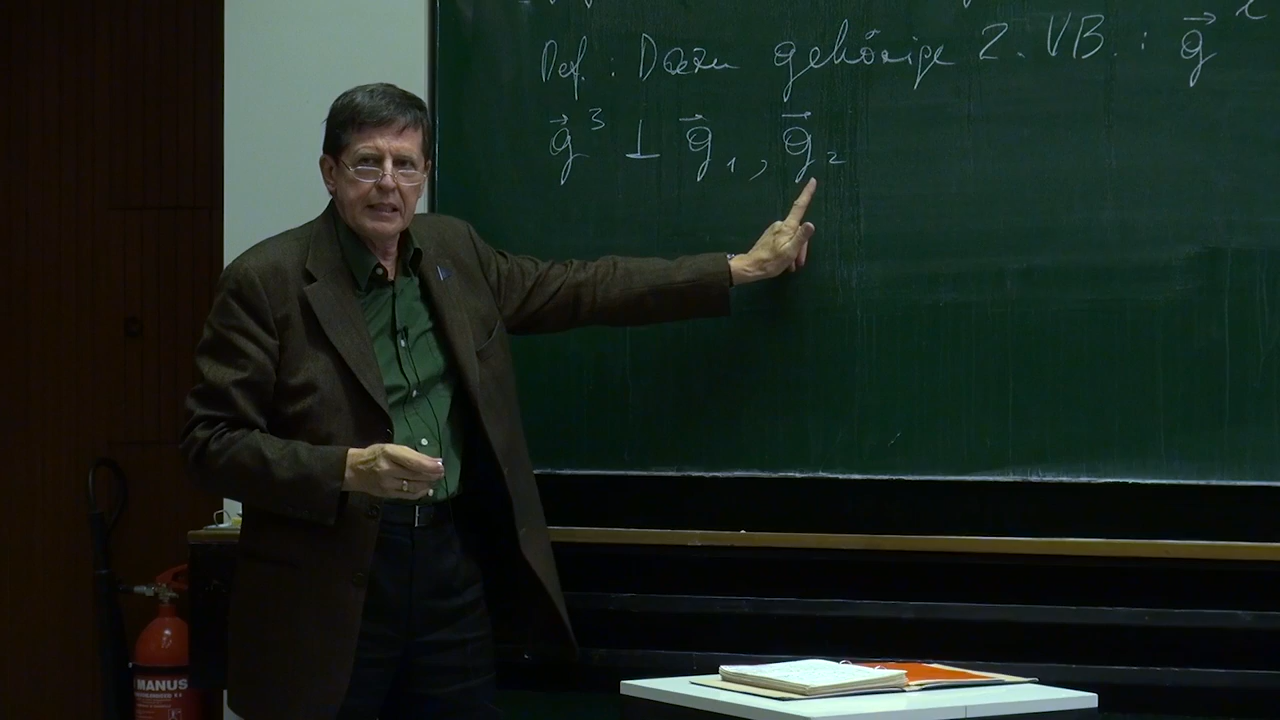 Def. : Dazu gehörige 2. VB. : g⃗ ⁱ
g⃗³ ⊥ g⃗₁, g⃗₂
MANUS